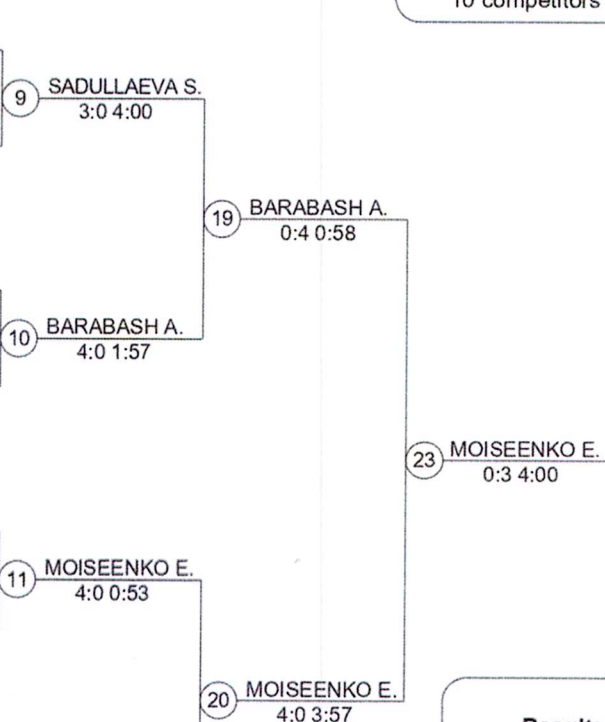 10 competitors
9 SADULLAEVA S.
3:0 4:00
19 BARABASH A.
0:4 0:58
10 BARABASH A.
4:0 1:57
23 MOISEENKO E.
0:3 4:00
11 MOISEENKO E.
4:0 0:53
20 MOISEENKO E.
4:0 3:57